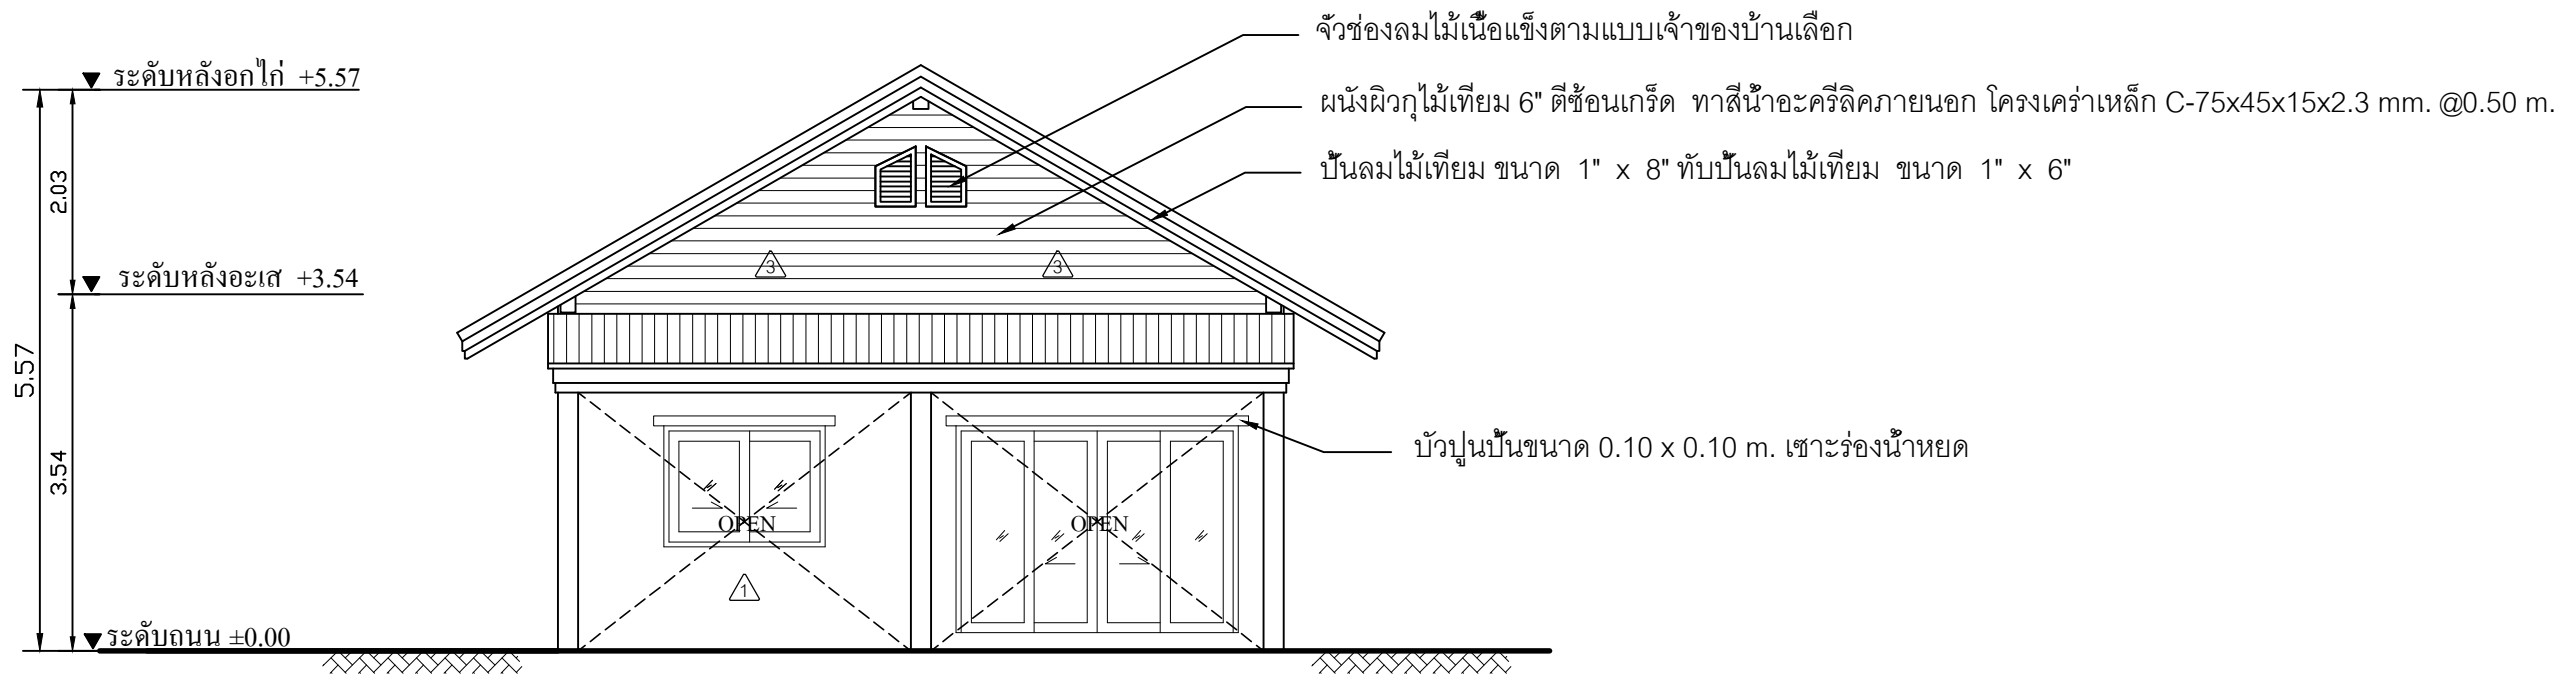 จั่วช่องลมไม้เนื้อแข็งตามแบบเจ้าของบ้านเลือก
ระดับหลังอกไก่ +5.57
ผนังผิวกุไม้เทียม 6" ตีซ้อนเกร็ด ทาสีน้ำอะครีลิคภายนอก โครงเคร่าเหล็ก C-75x45x15x2.3 mm. @0.50 m.
ปั้นลมไม้เทียม ขนาด 1" x 8" ทับปั้นลมไม้เทียม ขนาด 1" x 6"
2.03
3
3
ระดับหลังอะเส +3.54
5.57
3.54
บัวปูนปั้นขนาด 0.10 x 0.10 m. เซาะร่องน้ำหยด
OPEN
OPEN
1
ระดับถนน ±0.00